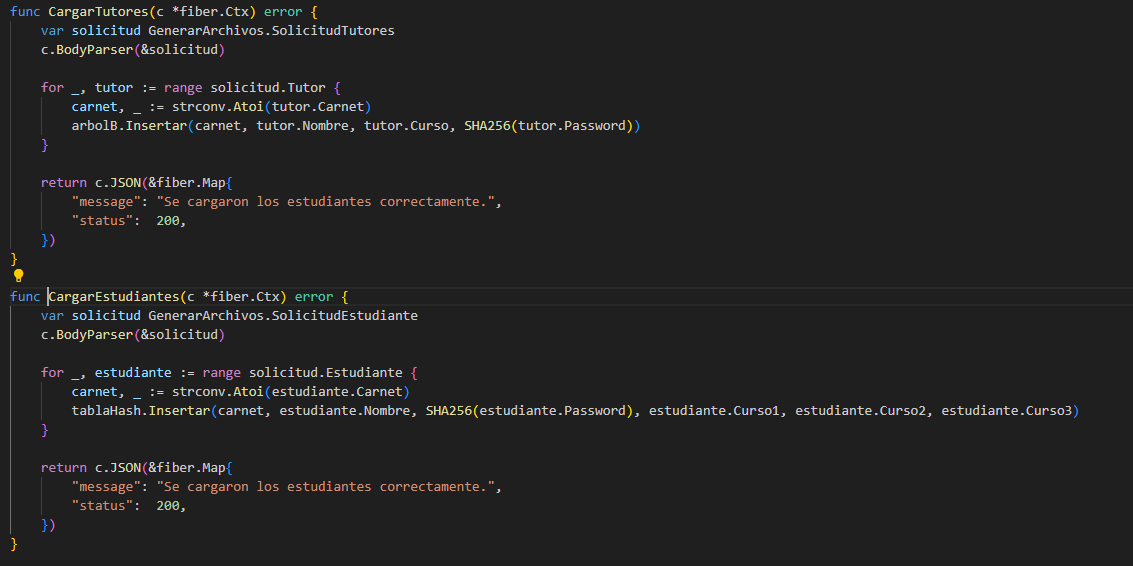 func CargarTutores(c *fiber.Ctx) error {
    var solicitud GenerarArchivos.SolicitudTutores
    c.BodyParser(&solicitud)
    for _, tutor := range solicitud.Tutor {
        carnet, _ := strconv.Atoi(tutor.Carnet)
        arbolB.Insertar(carnet, tutor.Nombre, tutor.Curso, SHA256(tutor.Password))
    }
    return c.JSON(&fiber.Map{
        "message": "Se cargaron los estudiantes correctamente.",
        "status":  200,
    })
}
func CargarEstudiantes(c *fiber.Ctx) error {
    var solicitud GenerarArchivos.SolicitudEstudiante
    c.BodyParser(&solicitud)
    for _, estudiante := range solicitud.Estudiante {
        carnet, _ := strconv.Atoi(estudiante.Carnet)
        tablaHash.Insertar(carnet, estudiante.Nombre, SHA256(estudiante.Password), estudiante.Curso1, estudiante.Curso2, estudiante.Curso3)
    }
    return c.JSON(&fiber.Map{
        "message": "Se cargaron los estudiantes correctamente.",
        "status":  200,
    })
}